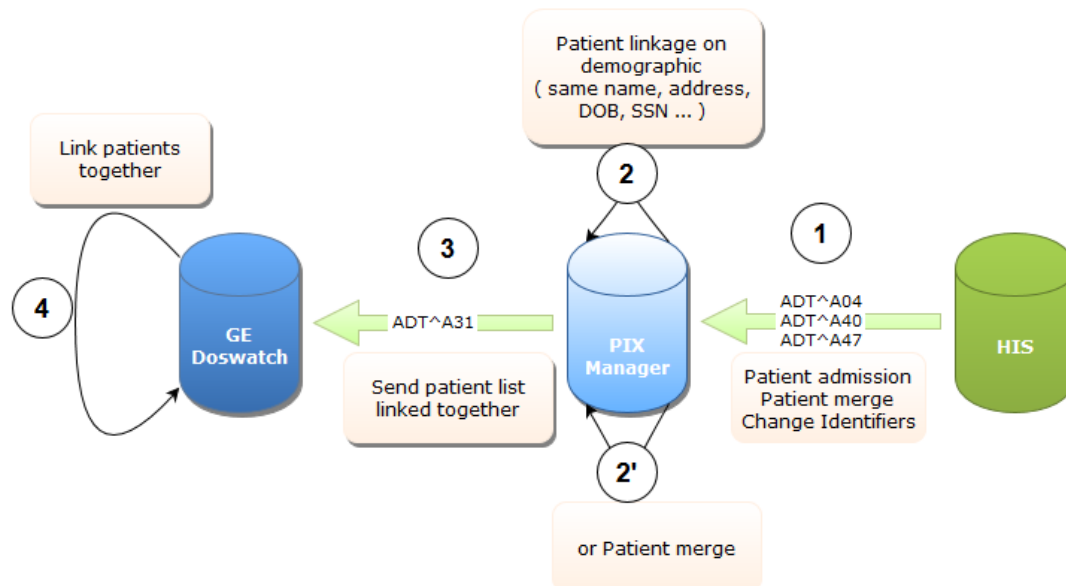 Patient linkage on
demographic
( same name, address,
DOB, SSN ... )
Link patients
together
2
1
3
4
ADT^A04
ADT^A40
ADT^A47
ADT^A31
GE
Doswatch
PIX
Manager
HIS
Send patient list
linked together
Patient admission
Patient merge
Change Identifiers
2'
or Patient merge